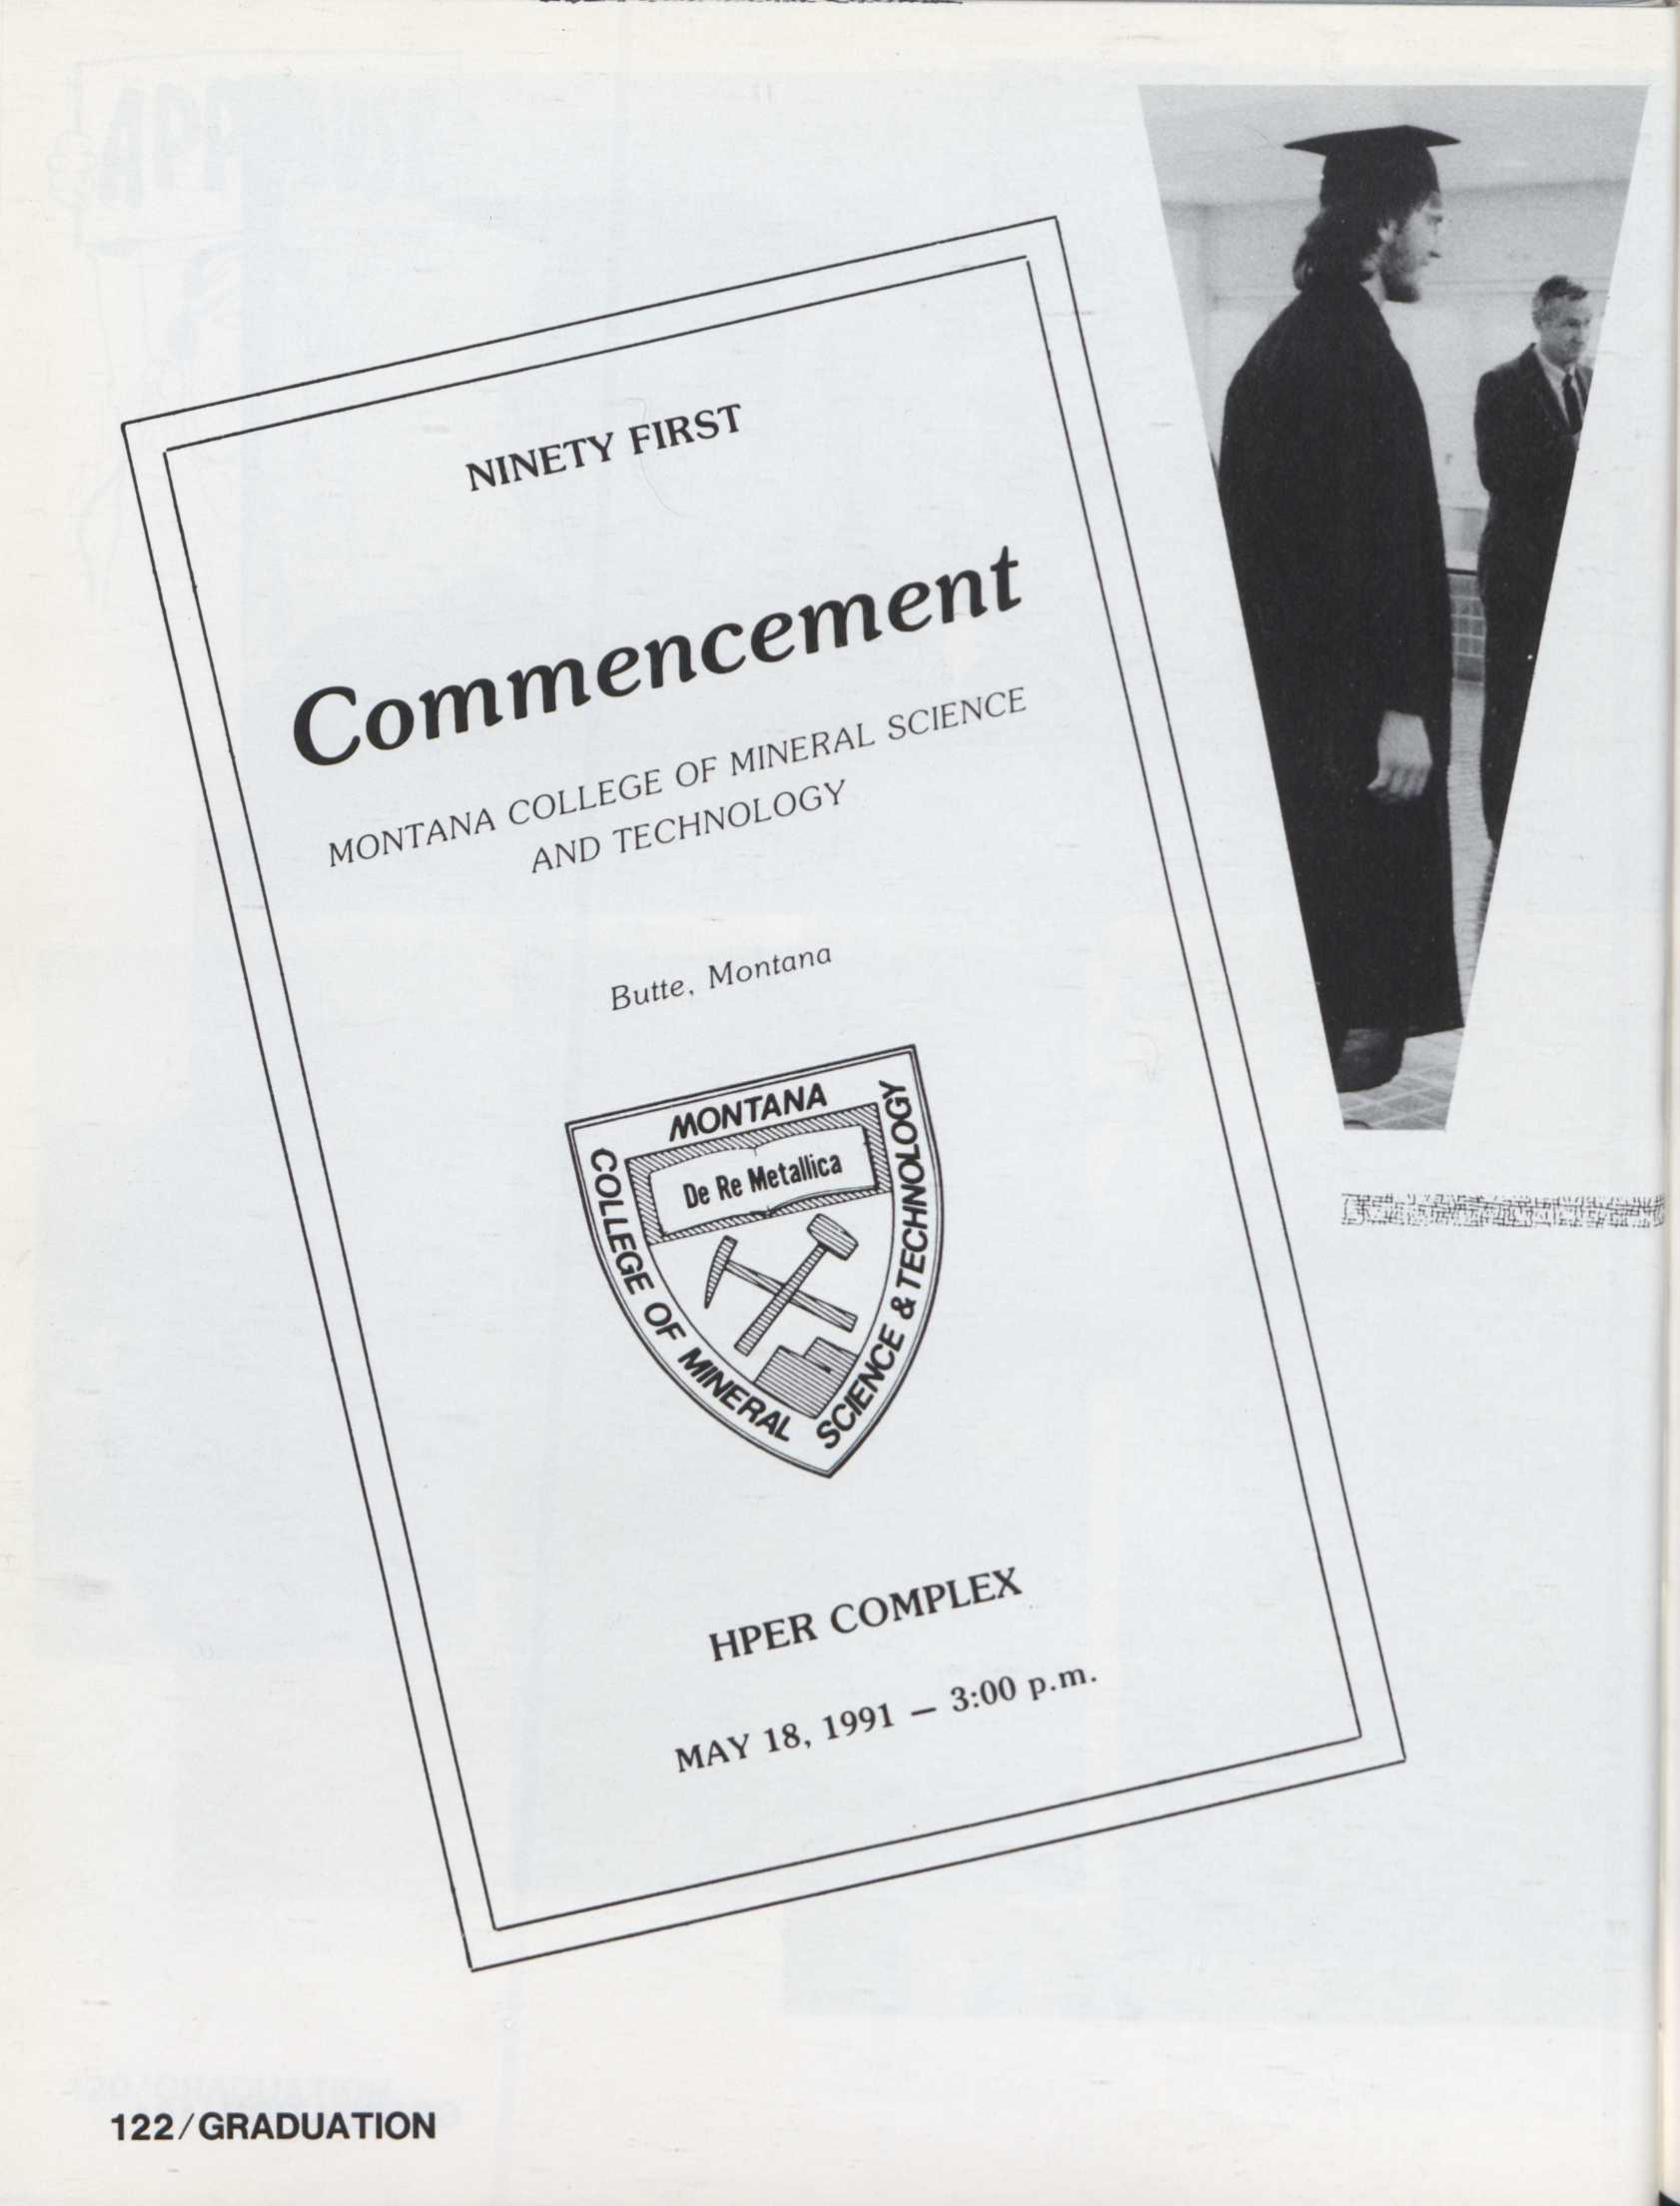 NINETY FIRST
Commencement
MONTANA COLLEGE OF MINERAL SCIENCE
AND TECHNOLOGY
Butte, Montana
MONTANA
COLLEGE OF MINERAL
SCIENCE & TECHNOLOGY
De Re Metallica
HPER COMPLEX
MAY 18, 1991 — 3:00 p.m.
122/GRADUATION